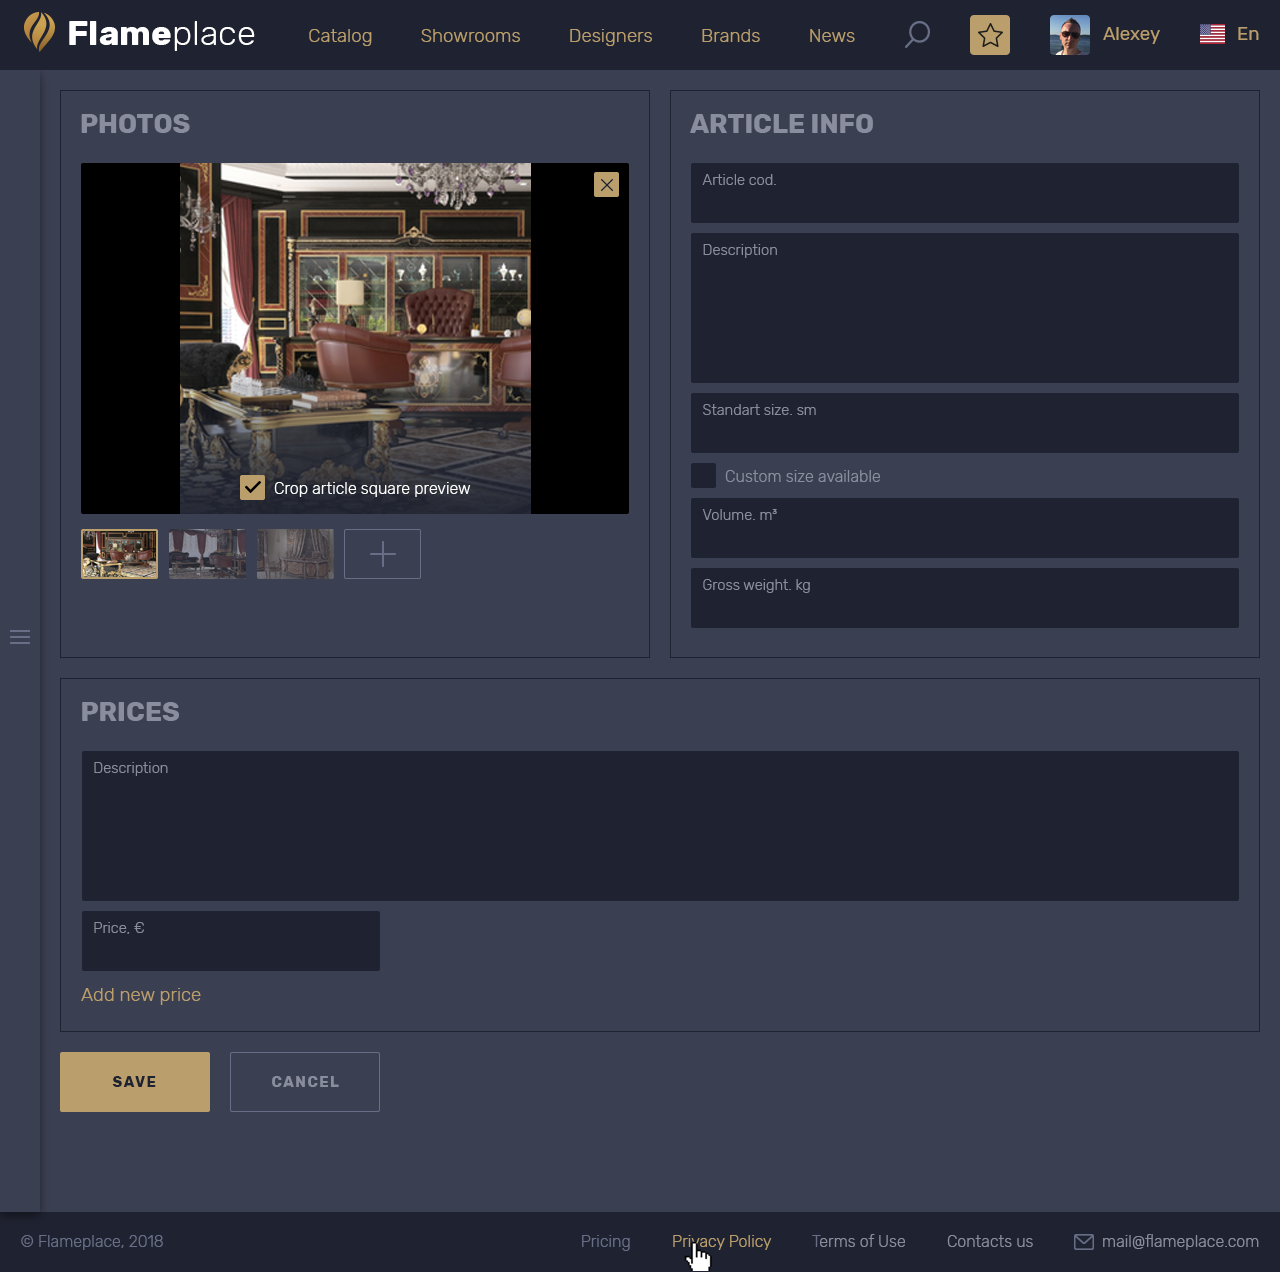 Flameplace
Catalog
Showrooms
Designers
Brands
News
Alexey
En
PHOTOS
Crop article square preview
ARTICLE INFO
Article cod.
Description
Standart size. sm
Custom size available
Volume. m³
Gross weight. kg
PRICES
Description
Price, €
Add new price
SAVE
CANCEL
© Flameplace, 2018
Pricing
Privacy Policy
Terms of Use
Contacts us
mail@flameplace.com